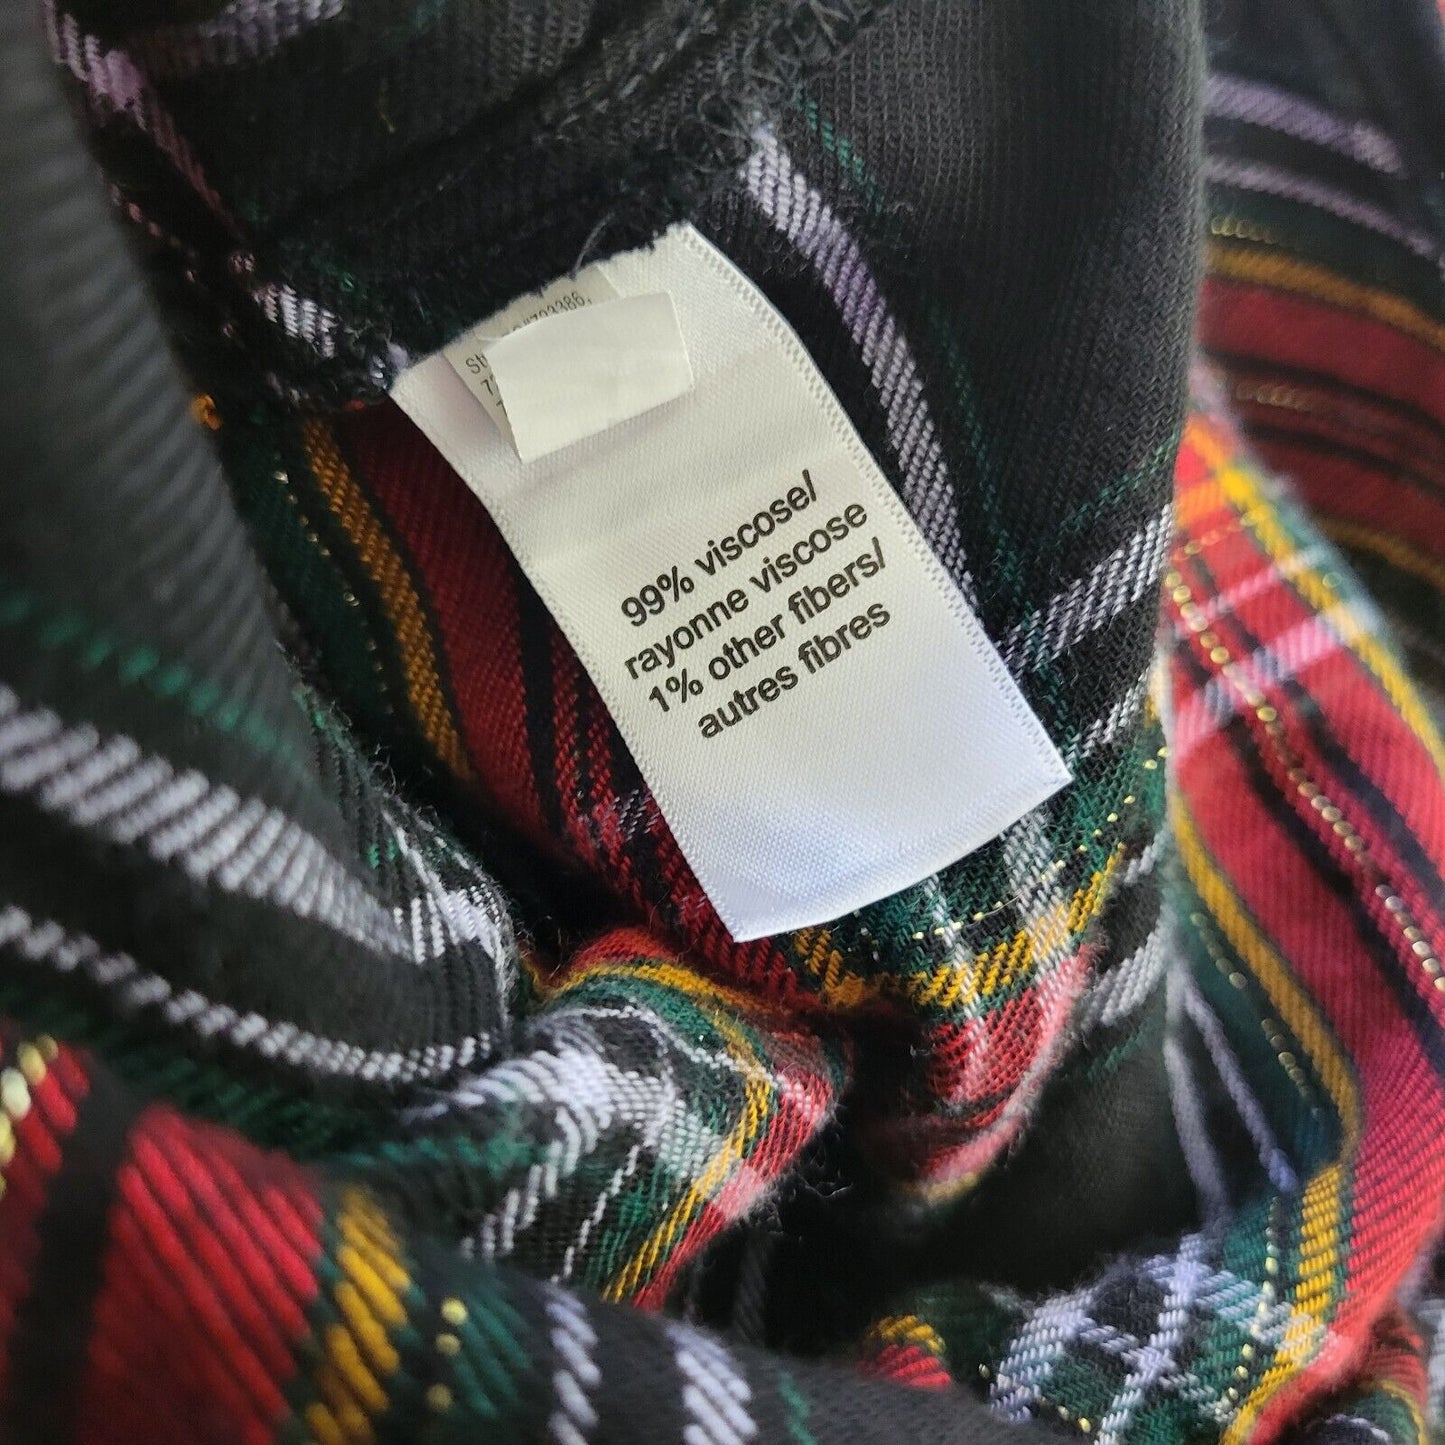 99% viscose/
rayonne viscose
1% other fibers/
autres fibres